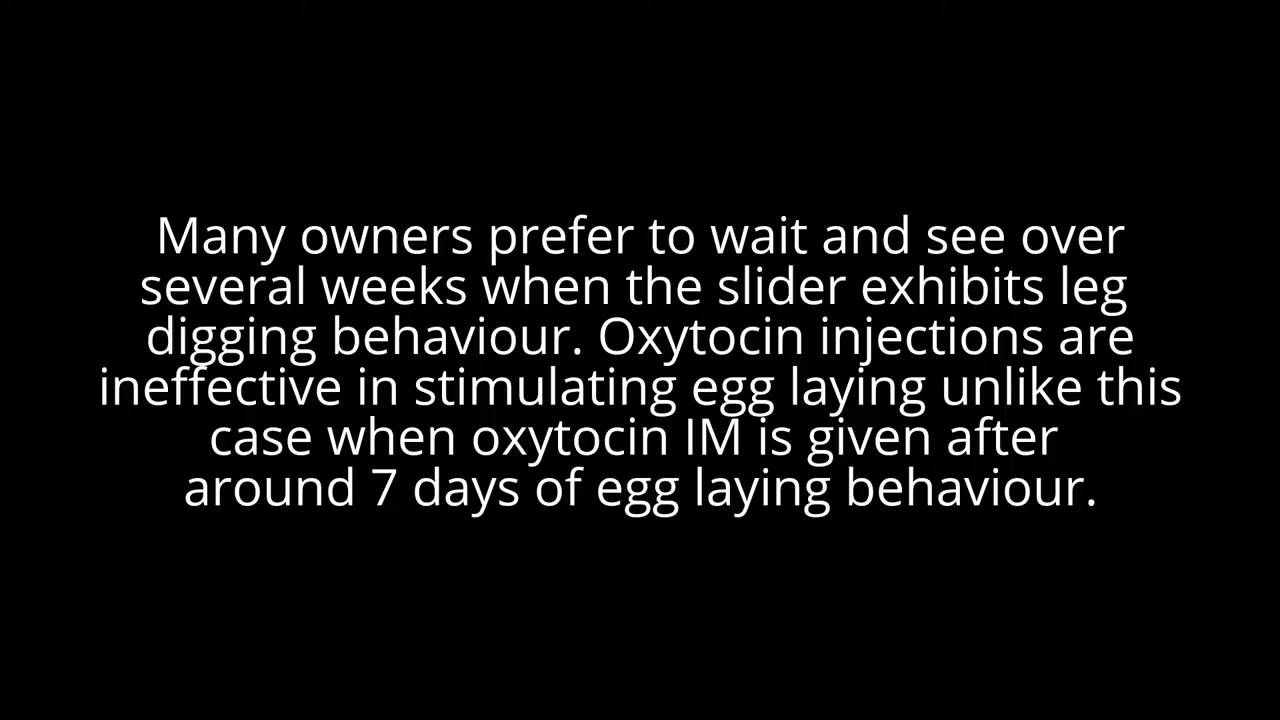 Many owners prefer to wait and see over
several weeks when the slider exhibits leg
digging behaviour. Oxytocin injections are
ineffective in stimulating egg laying unlike this
case when oxytocin IM is given after
around 7 days of egg laying behaviour.